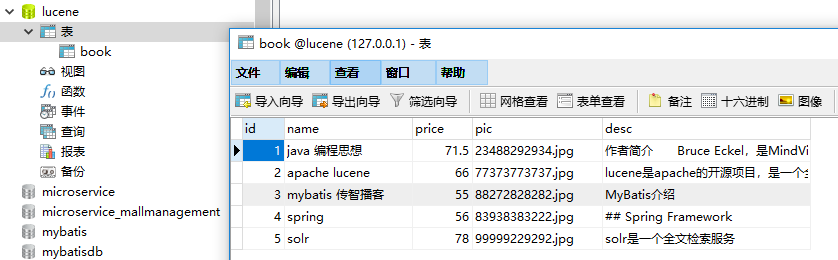 lucene
表
book
视图
函数
事件
查询
报表
备份
microservice
microservice_mallmanagement
mybatis
mybatisdb
book @lucene (127.0.0.1) - 表
文件 编辑 查看 窗口 帮助
导入向导 导出向导 筛选向导 网格查看 表单查看 备注 十六进制 图像
id name price pic desc
1 java 编程思想 71.5 23488292934.jpg 作者简介 Bruce Eckel，是MindVi
2 apache lucene 66 77373773737.jpg lucene是apache的开源项目，是一个
3 mybatis 传智播客 55 88272828282.jpg MyBatis介绍
4 spring 56 83938383222.jpg ## Spring Framework
5 solr 78 99999229292.jpg solr是一个全文检索服务